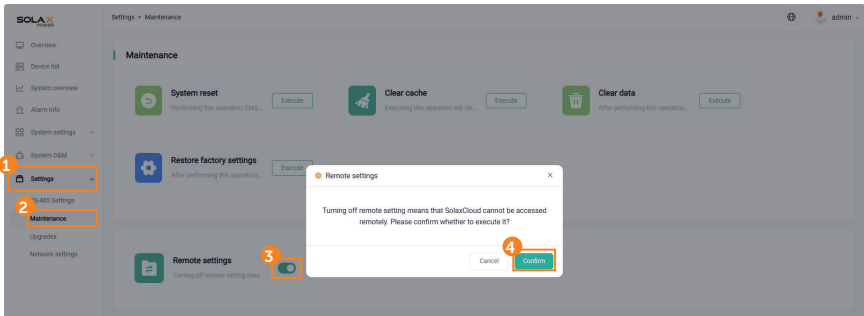 SOLAX
POWER
Settings • Maintenance
admin
Overview
Device list
System overview
Alarm info
System settings
System O&M
1
Settings
RS-485 Settings
2
Maintenance
Upgrades
Network settings
Maintenance
System reset
Performing this operation, EMS...
Execute
Clear cache
Executing this operation will cle...
Execute
Clear data
After performing this operation,...
Execute
Restore factory settings
After performing this operation,...
Execute
Remote settings
Turning off remote setting mea...
3
Remote settings
×
Turning off remote setting means that SolaxCloud cannot be accessed
remotely. Please confirm whether to execute it?
4
Cancel
Confirm